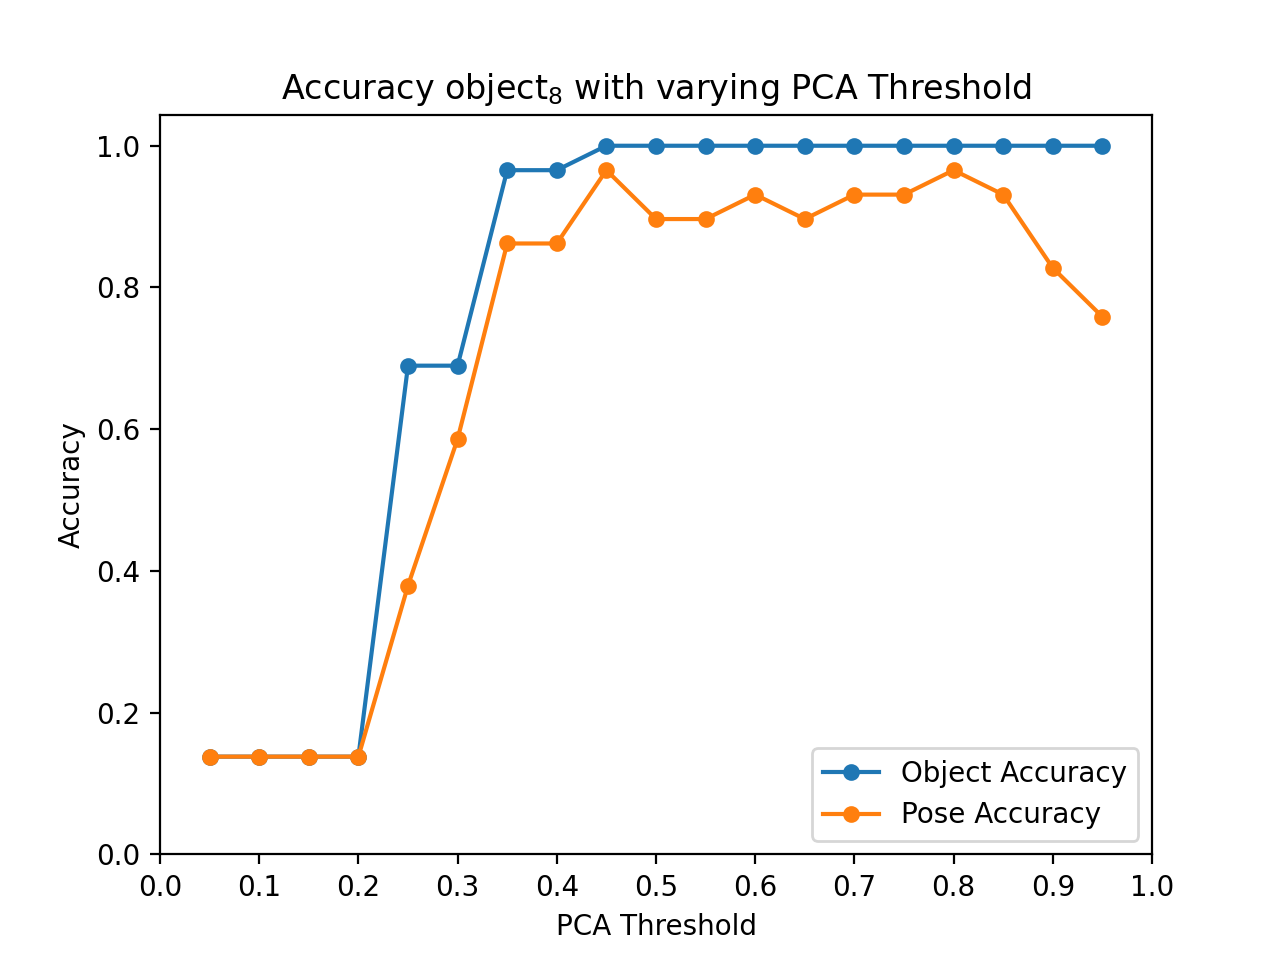 Accuracy object₈ with varying PCA Threshold
1.0
0.8
0.6
0.4
0.2
0.0
Accuracy
Object Accuracy
Pose Accuracy
0.0 0.1 0.2 0.3 0.4 0.5 0.6 0.7 0.8 0.9 1.0
PCA Threshold